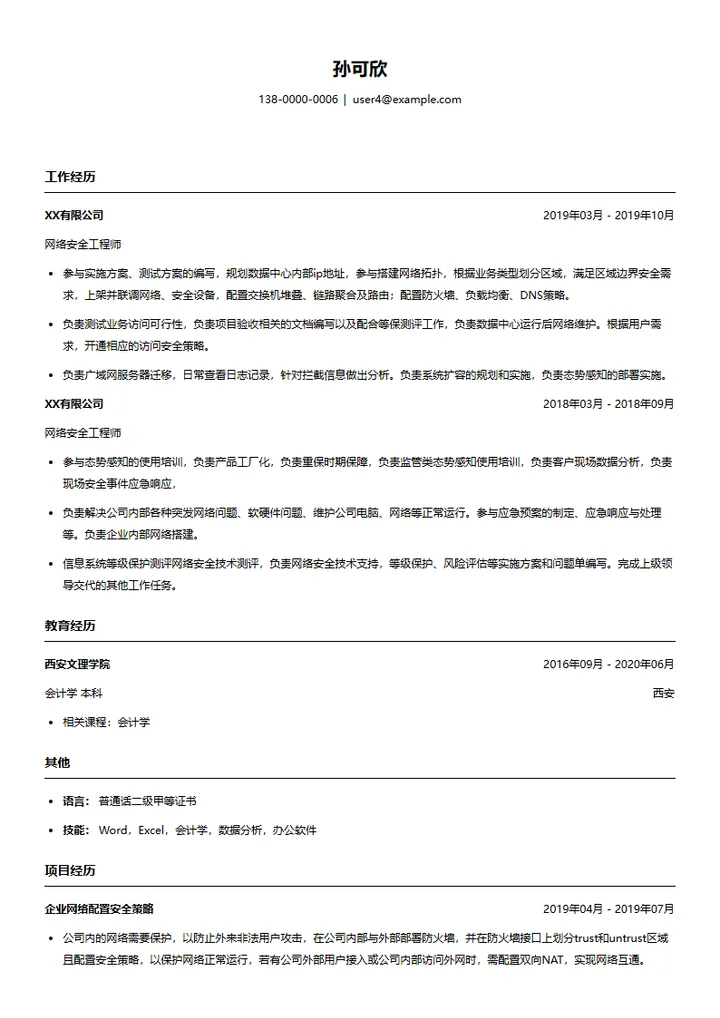 孙可欣
138-0000-0006 | user4@example.com
工作经历
XX有限公司 2019年03月 - 2019年10月
网络安全工程师
• 参与实施方案、测试方案的编写，规划数据中心内部ip地址，参与搭建网络拓扑，根据业务类型划分区域，满足区域边界安全需
求，上架并联调网络、安全设备，配置交换机堆叠、链路聚合及路由；配置防火墙、负载均衡、DNS策略。
• 负责测试业务访问可行性，负责项目验收相关的文档编写以及配合等保测评工作，负责数据中心运行后网络维护。根据用户需
求，开通相应的访问安全策略。
• 负责广域网服务器迁移，日常查看日志记录，针对拦截信息做出分析。负责系统扩容的规划和实施，负责态势感知的部署实施。
XX有限公司 2018年03月 - 2018年09月
网络安全工程师
• 参与态势感知的使用培训，负责产品工厂化，负责重保时期保障，负责监管类态势感知使用培训，负责客户现场数据分析，负责
现场安全事件应急响应，
• 负责解决公司内部各种突发网络问题、软硬件问题、维护公司电脑、网络等正常运行。参与应急预案的制定、应急响应与处理
等。负责企业内部网络搭建。
• 信息系统等级保护测评网络安全技术测评，负责网络安全技术支持，等级保护、风险评估等实施方案和问题单编写。完成上级领
导交代的其他工作任务。
教育经历
西安文理学院 2016年09月 - 2020年06月
会计学 本科 西安
• 相关课程：会计学
其他
• 语言： 普通话二级甲等证书
• 技能： Word，Excel，会计学，数据分析，办公软件
项目经历
企业网络配置安全策略 2019年04月 - 2019年07月
• 公司内的网络需要保护，以防止外来非法用户攻击，在公司内部与外部部署防火墙，并在防火墙接口上划分trust和untrust区域
且配置安全策略，以保护网络正常运行，若有公司外部用户接入或公司内部访问外网时，需配置双向NAT，实现网络互通。